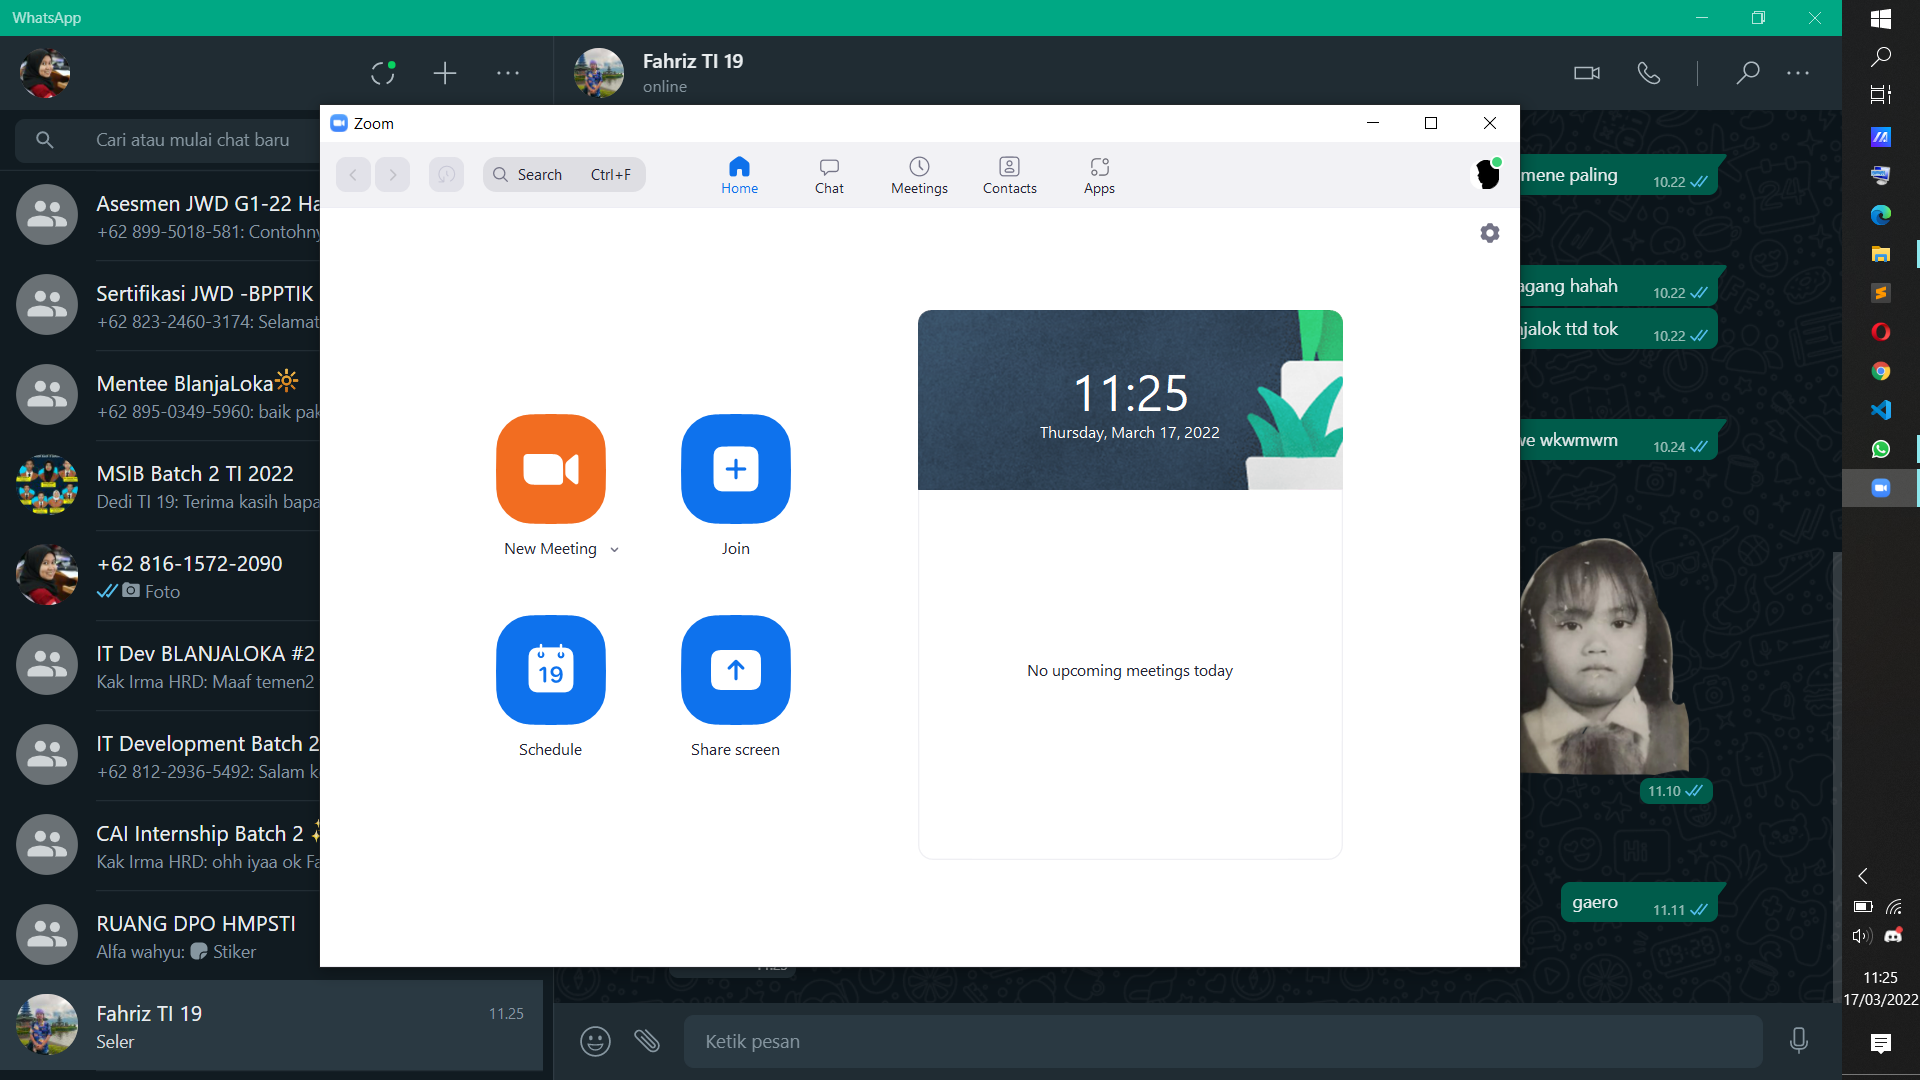 WhatsApp
Fahriz TI 19
online
Cari atau mulai chat baru
Asesmen JWD G1-22 Ha
+62 899-5018-581: Contohny
Sertifikasi JWD -BPPTIK
+62 823-2460-3174: Selamat
Mentee BlanjaLoka🔆
+62 895-0349-5960: baik pak
MSIB Batch 2 TI 2022
Dedi TI 19: Terima kasih bapa
+62 816-1572-2090
Foto
IT Dev BLANJALOKA #2
Kak Irma HRD: Maaf temen2
IT Development Batch 2
+62 812-2936-5492: Salam k
CAI Internship Batch 2 ✨
Kak Irma HRD: ohh iyaa ok Fa
RUANG DPO HMPSTI
Alfa wahyu: Stiker
Fahriz TI 19 11.25
Seler
Zoom
Search Ctrl+F
Home
Chat
Meetings
Contacts
Apps
New Meeting
Join
19
Schedule
Share screen
11:25
Thursday, March 17, 2022
No upcoming meetings today
mene paling 10.22
agang hahah 10.22
jalok ttd tok 10.22
we wkwmwm 10.24
11.10
gaero 11.11
Ketik pesan
11:25
17/03/2022